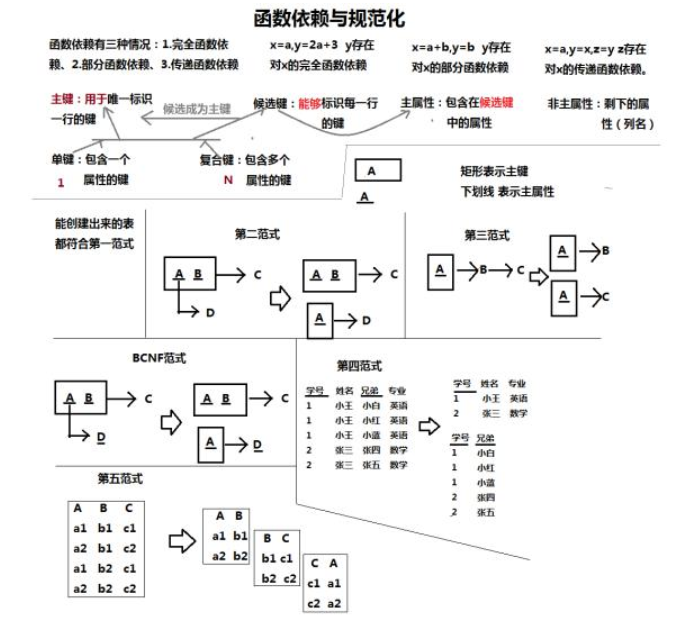 函数依赖与规范化
函数依赖有三种情况：1.完全函数依
赖、2.部分函数依赖、3.传递函数依赖
x=a,y=2a+3 y存在
对x的完全函数依赖
x=a+b,y=b y存在
对x的部分函数依赖
x=a,y=x,z=y z存在
对x的传递函数依赖。
主键：用于唯一标识
一行的键
候选成为主键
候选键：能够标识每一行
的键
主属性：包含在候选键
中的属性
非主属性：剩下的属
性（列名）
单键：包含一个
1 属性的键
复合键：包含多个
N 属性的键
A
A
矩形表示主键
下划线 表示主属性
能创建出来的表
都符合第一范式
第二范式
A B C
D
A B C
A D
第三范式
A B C
A B
A C
BCNF范式
A B C
D
A B C
A D
第四范式
学号 姓名 兄弟 专业
1 小王 小白 英语
1 小王 小红 英语
1 小王 小蓝 英语
2 张三 张四 数学
2 张三 张五 数学
学号 姓名 专业
1 小王 英语
2 张三 数学
学号 兄弟
1 小白
1 小红
1 小蓝
2 张四
2 张五
第五范式
A B C
a1 b1 c1
a2 b1 c2
a1 b2 c1
a2 b2 c2
A B
a1 b1
a2 b2
B C
b1 c1
b2 c2
C A
c1 a1
c2 a2